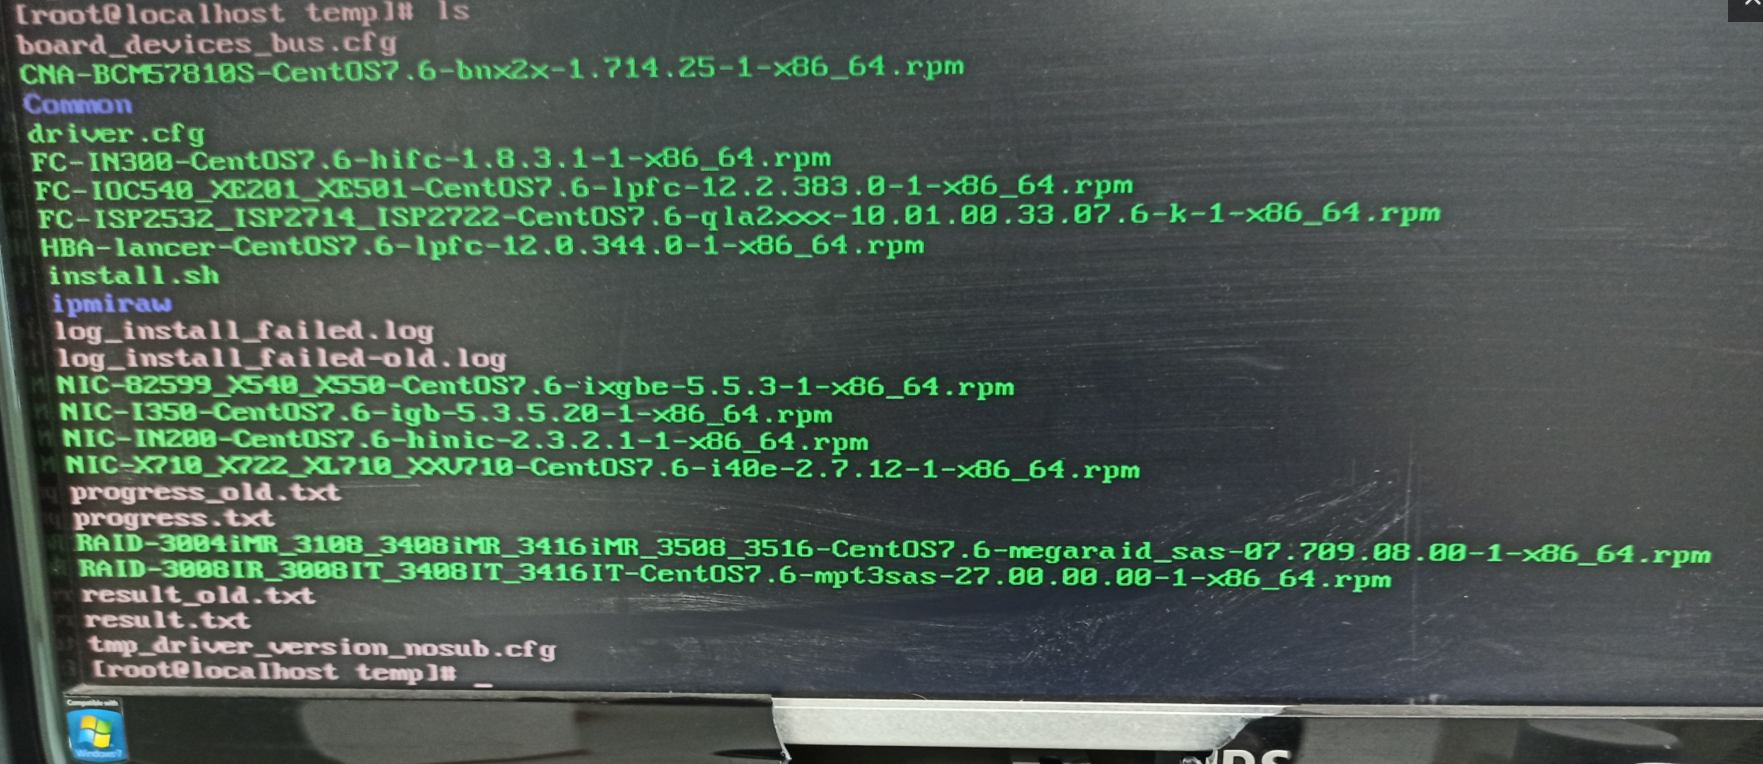 [root@localhost temp]# ls
board_devices_bus.cfg
CNA-BCM57810S-CentOS7.6-bnx2x-1.714.25-1-x86_64.rpm
Common
driver.cfg
FC-IN300-CentOS7.6-hifc-1.8.3.1-1-x86_64.rpm
FC-IOC540_XE201_XE501-CentOS7.6-lpfc-12.2.383.0-1-x86_64.rpm
FC-ISP2532_ISP2714_ISP2722-CentOS7.6-qla2xxx-10.01.00.33.07.6-k-1-x86_64.rpm
HBA-lancer-CentOS7.6-lpfc-12.0.344.0-1-x86_64.rpm
install.sh
ipmiraw
log_install_failed.log
log_install_failed-old.log
NIC-82599_X540_X550-CentOS7.6-ixgbe-5.5.3-1-x86_64.rpm
NIC-I350-CentOS7.6-igb-5.3.5.20-1-x86_64.rpm
NIC-IN200-CentOS7.6-hinic-2.3.2.1-1-x86_64.rpm
NIC-X710_X722_XL710_XXV710-CentOS7.6-i40e-2.7.12-1-x86_64.rpm
progress_old.txt
progress.txt
RAID-3004iMR_3108_3408iMR_3416iMR_3508_3516-CentOS7.6-megaraid_sas-07.709.08.00-1-x86_64.rpm
RAID-3008IR_3008IT_3408IT_3416IT-CentOS7.6-mpt3sas-27.00.00.00-1-x86_64.rpm
result_old.txt
result.txt
tmp_driver_version_nosub.cfg
[root@localhost temp]# _
Compatible with
Windows 7